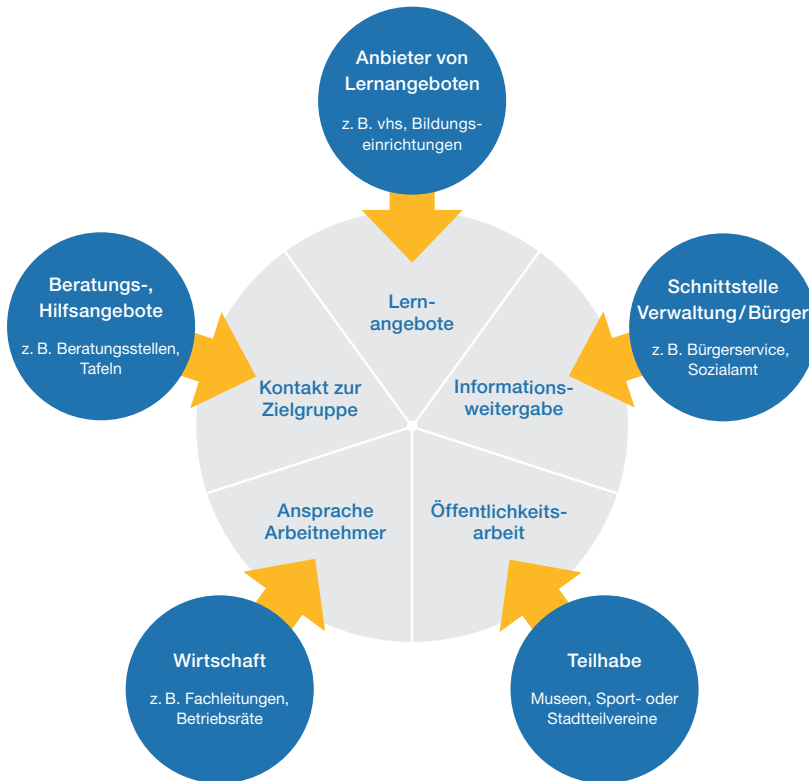 Anbieter von
Lernangeboten
z. B. vhs, Bildungs-
einrichtungen
Beratungs-,
Hilfsangebote
z. B. Beratungsstellen,
Tafeln
Schnittstelle
Verwaltung/Bürger
z. B. Bürgerservice,
Sozialamt
Lern-
angebote
Kontakt zur
Zielgruppe
Informations-
weitergabe
Ansprache
Arbeitnehmer
Öffentlichkeits-
arbeit
Wirtschaft
z. B. Fachleitungen,
Betriebsräte
Teilhabe
Museen, Sport- oder
Stadtteilvereine